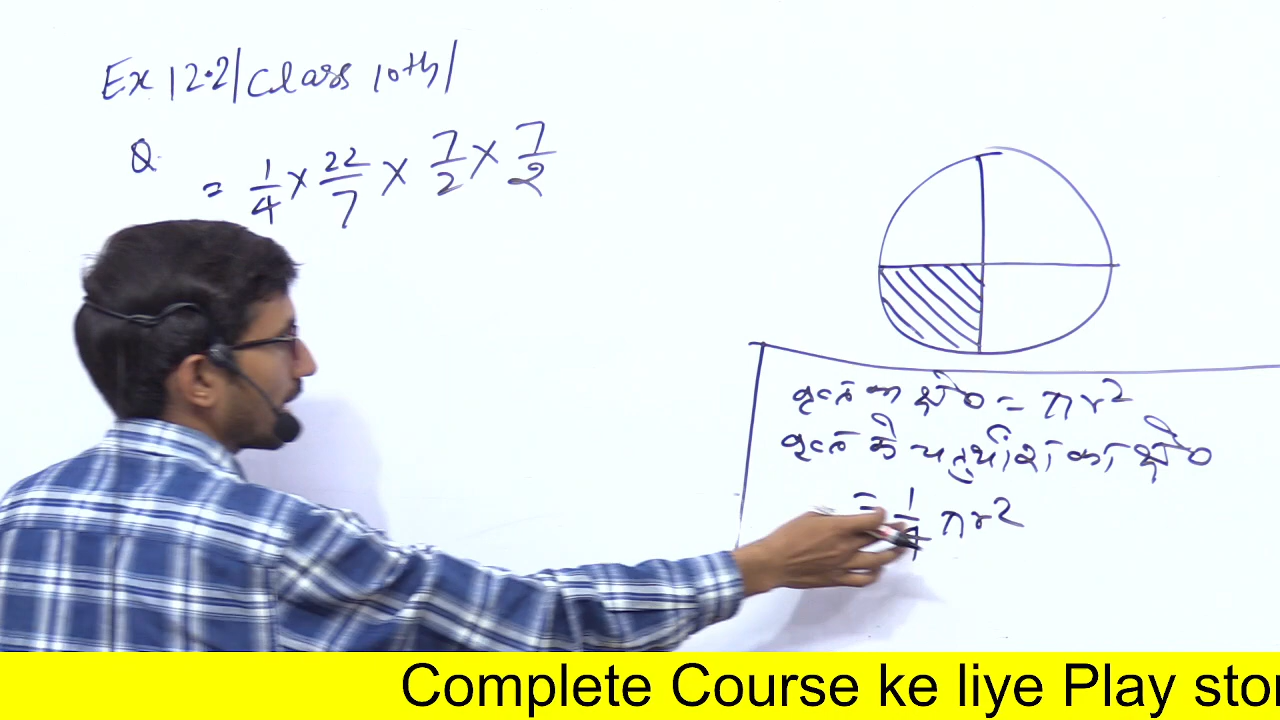 Ex 12.2/Class 10th/
Q.
= 1/4 × 22/7 × 7/2 × 7/2
वृत्त का क्षे० = πr²
वृत्त के चतुर्थांश का क्षे०
= 1/4 πr²
Complete Course ke liye Play stor